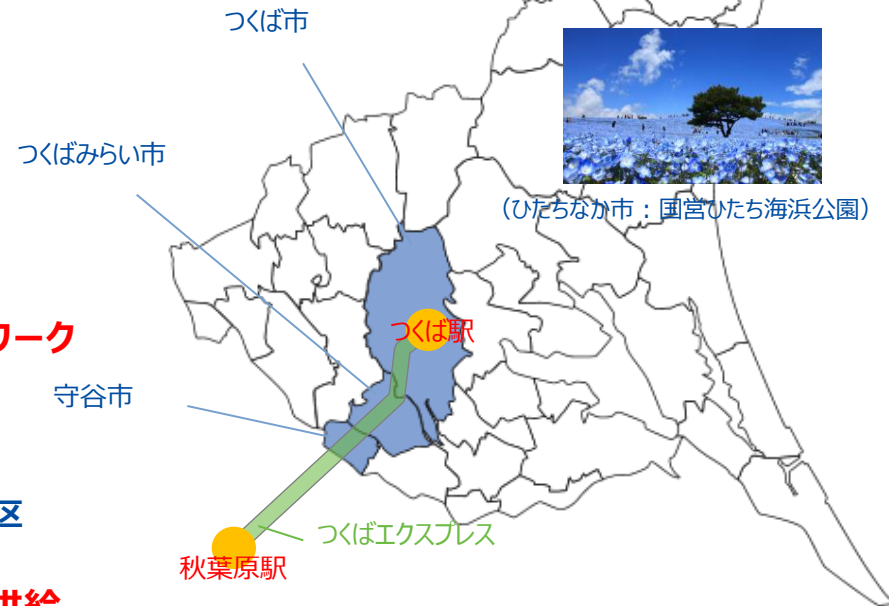 つくば市
つくばみらい市
(ひたちなか市:国営ひたち海浜公園)
つくば駅
ワーク
守谷市
区
つくばエクスプレス
秋葉原駅
供給